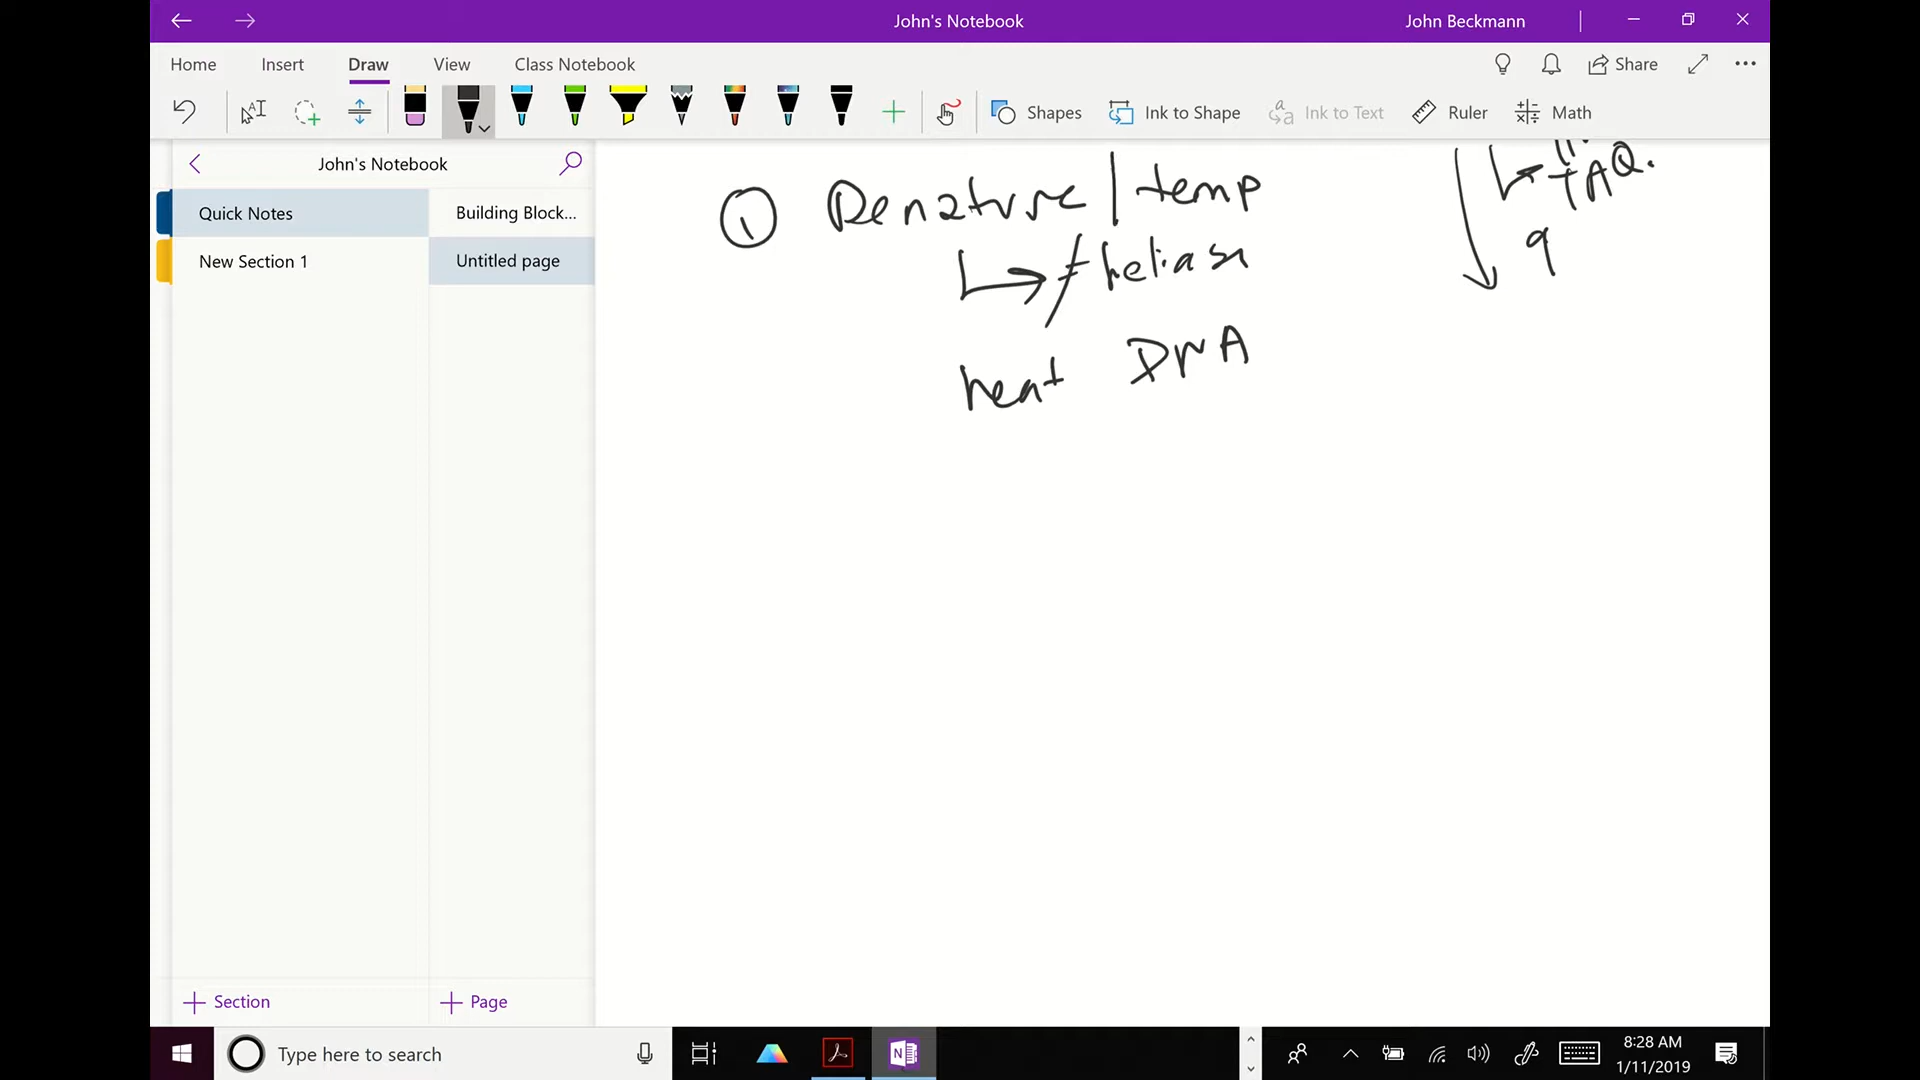 John's Notebook
John Beckmann
Home Insert Draw View Class Notebook
Share
Shapes
Ink to Shape
Ink to Text
Ruler
Math
John's Notebook
Quick Notes
New Section 1
Building Block...
Untitled page
① Denature | temp
≠ heliase
heat DNA
TAQ.
9
Section
Page
Type here to search
8:28 AM
1/11/2019